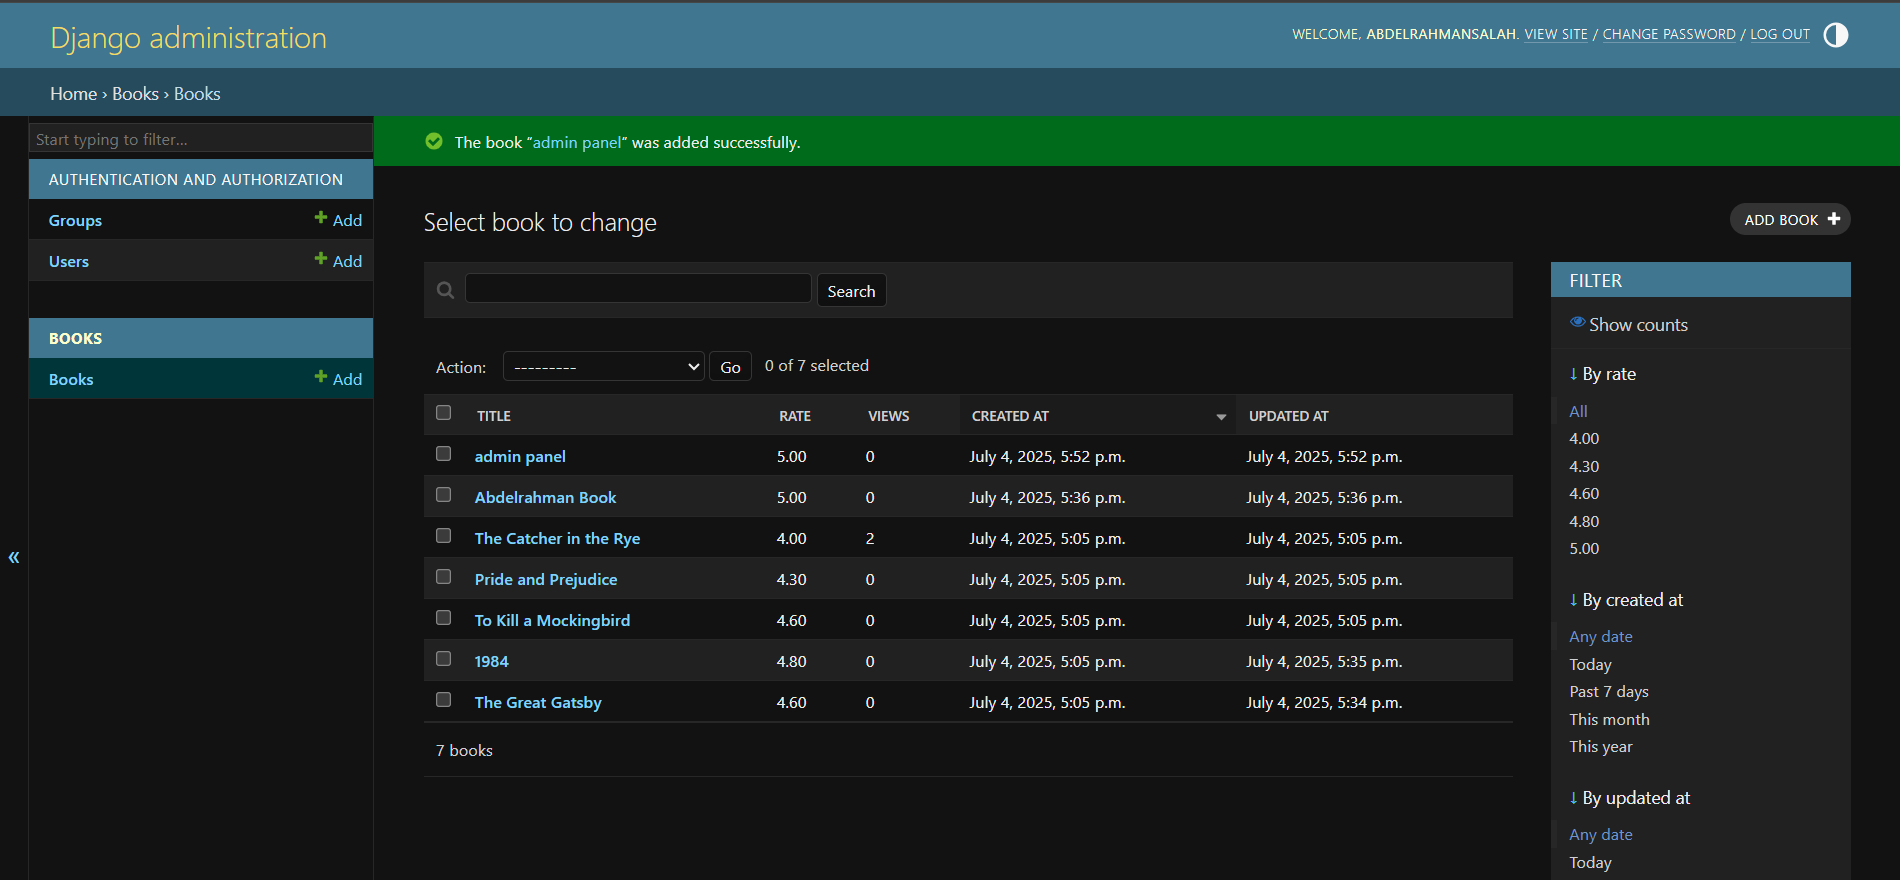 Django administration
WELCOME, ABDELRAHMANSALAH. VIEW SITE / CHANGE PASSWORD / LOG OUT
Home › Books › Books
Start typing to filter...
AUTHENTICATION AND AUTHORIZATION
Groups + Add
Users + Add
BOOKS
Books + Add
«
The book “admin panel” was added successfully.
Select book to change
ADD BOOK +
Search
Action: --------- Go 0 of 7 selected
TITLE RATE VIEWS CREATED AT UPDATED AT
admin panel 5.00 0 July 4, 2025, 5:52 p.m. July 4, 2025, 5:52 p.m.
Abdelrahman Book 5.00 0 July 4, 2025, 5:36 p.m. July 4, 2025, 5:36 p.m.
The Catcher in the Rye 4.00 2 July 4, 2025, 5:05 p.m. July 4, 2025, 5:05 p.m.
Pride and Prejudice 4.30 0 July 4, 2025, 5:05 p.m. July 4, 2025, 5:05 p.m.
To Kill a Mockingbird 4.60 0 July 4, 2025, 5:05 p.m. July 4, 2025, 5:05 p.m.
1984 4.80 0 July 4, 2025, 5:05 p.m. July 4, 2025, 5:35 p.m.
The Great Gatsby 4.60 0 July 4, 2025, 5:05 p.m. July 4, 2025, 5:34 p.m.
7 books
FILTER
Show counts
↓ By rate
All
4.00
4.30
4.60
4.80
5.00
↓ By created at
Any date
Today
Past 7 days
This month
This year
↓ By updated at
Any date
Today